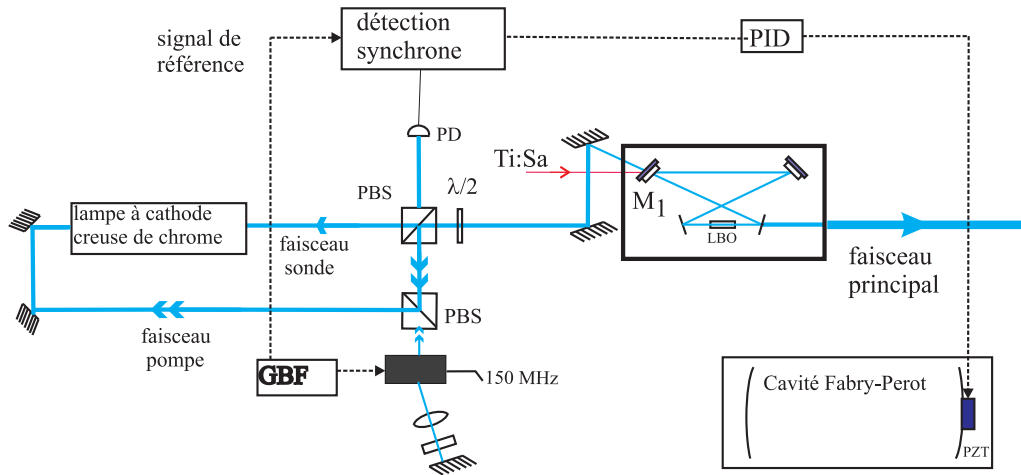 signal de
référence
détection
synchrone
PID
PD
Ti:Sa
PBS
λ/2
M1
LBO
lampe à cathode
creuse de chrome
faisceau
sonde
faisceau
principal
PBS
faisceau
pompe
GBF
150 MHz
Cavité Fabry-Perot
PZT